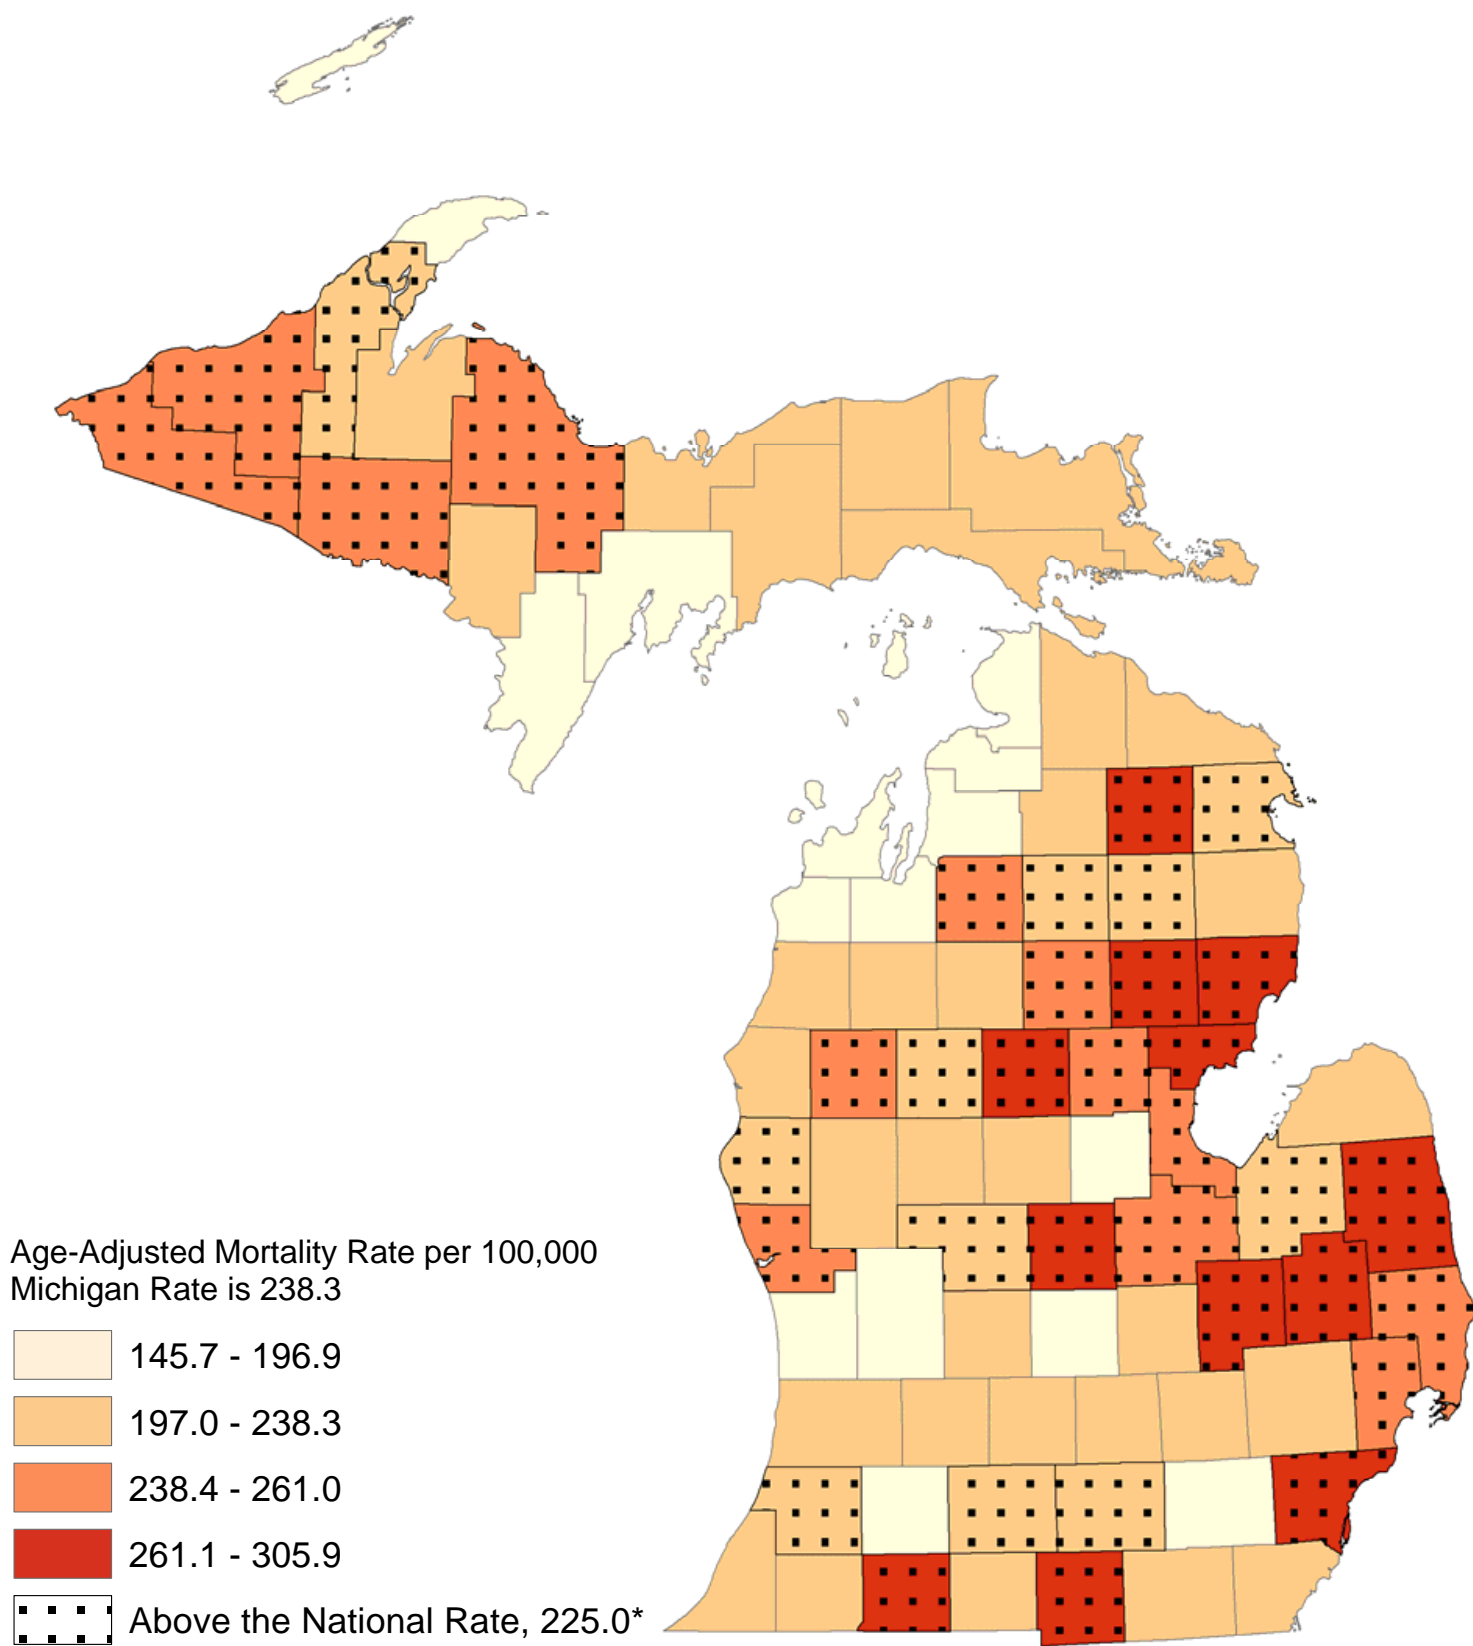 Age-Adjusted Mortality Rate per 100,000
Michigan Rate is 238.3
145.7 - 196.9
197.0 - 238.3
238.4 - 261.0
261.1 - 305.9
Above the National Rate, 225.0*